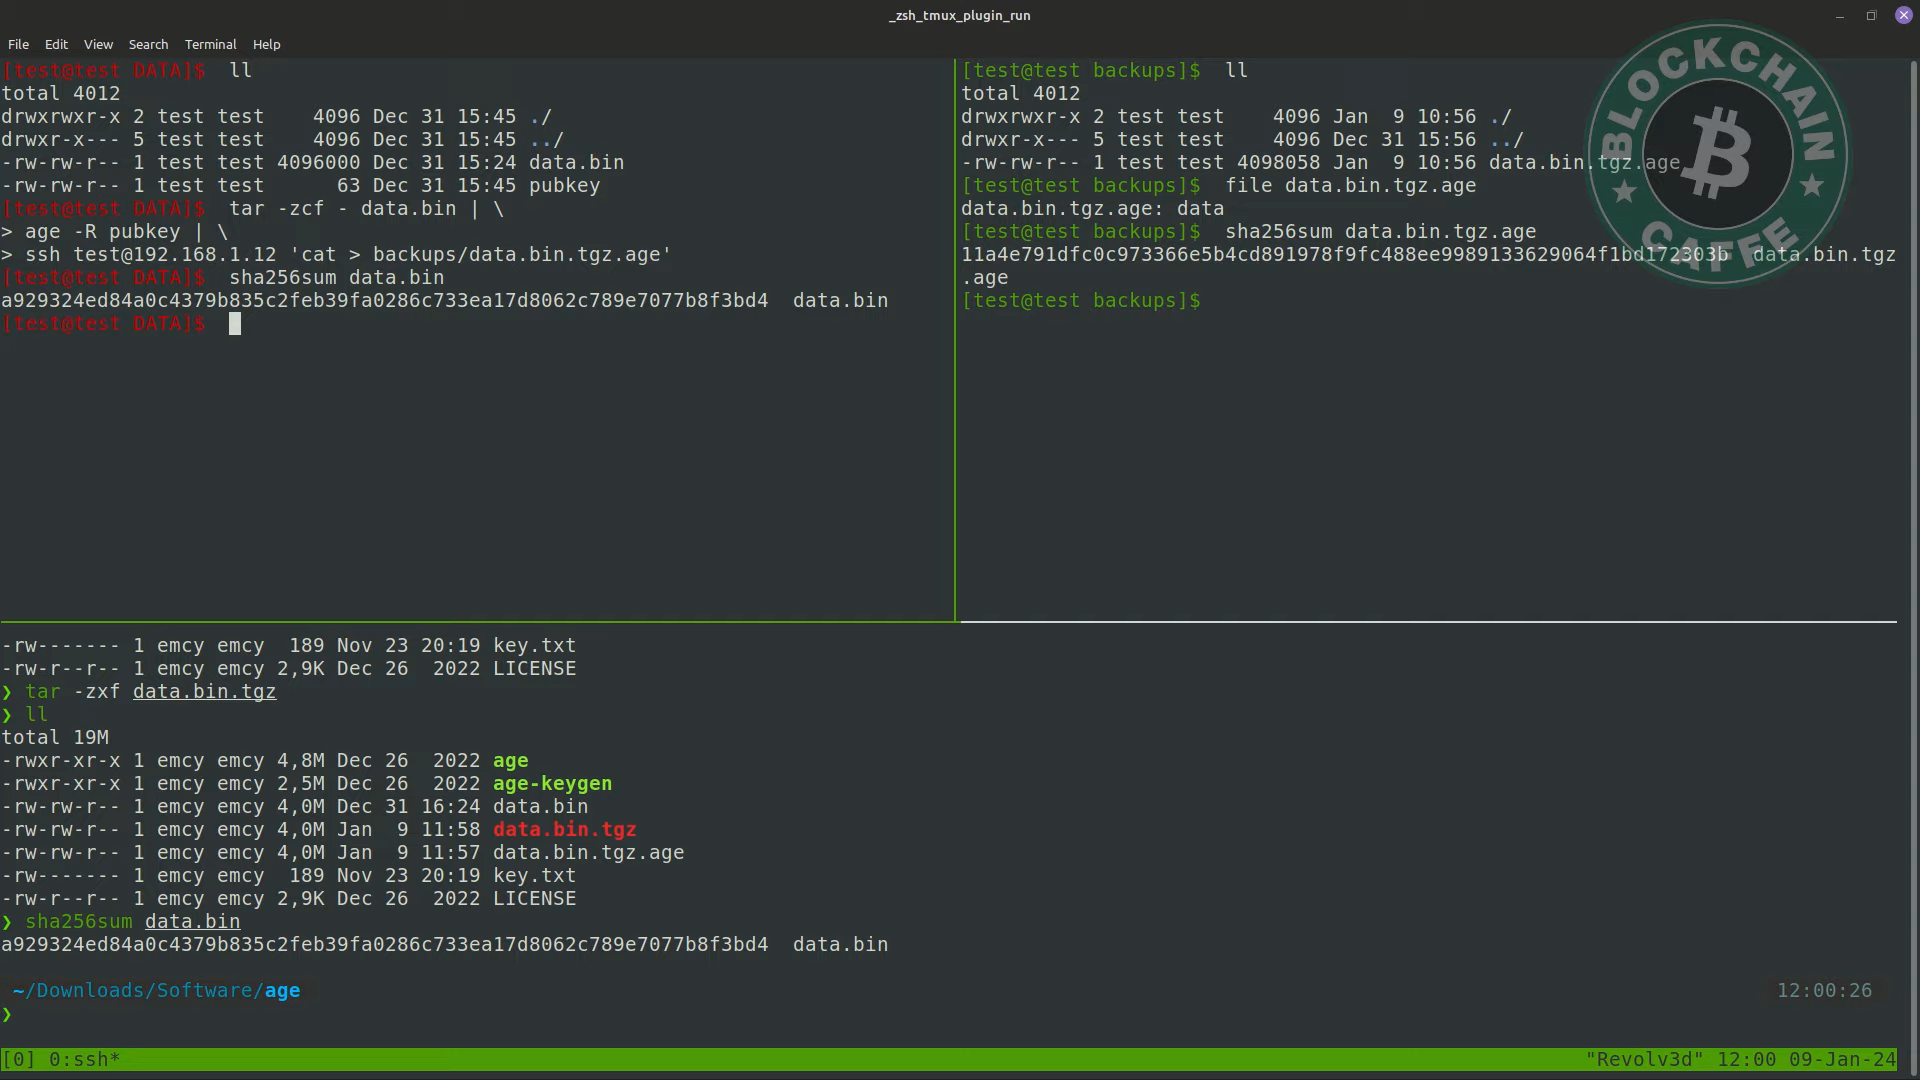 _zsh_tmux_plugin_run
File Edit View Search Terminal Help
[test@test DATA]$ ll
total 4012
drwxrwxr-x 2 test test 4096 Dec 31 15:45 ./
drwxr-x--- 5 test test 4096 Dec 31 15:45 ../
-rw-rw-r-- 1 test test 4096000 Dec 31 15:24 data.bin
-rw-rw-r-- 1 test test 63 Dec 31 15:45 pubkey
[test@test DATA]$ tar -zcf - data.bin | \
> age -R pubkey | \
> ssh test@192.168.1.12 'cat > backups/data.bin.tgz.age'
[test@test DATA]$ sha256sum data.bin
a929324ed84a0c4379b835c2feb39fa0286c733ea17d8062c789e7077b8f3bd4 data.bin
[test@test DATA]$
[test@test backups]$ ll
total 4012
drwxrwxr-x 2 test test 4096 Jan 9 10:56 ./
drwxr-x--- 5 test test 4096 Dec 31 15:56 ../
-rw-rw-r-- 1 test test 4098058 Jan 9 10:56 data.bin.tgz.age
[test@test backups]$ file data.bin.tgz.age
data.bin.tgz.age: data
[test@test backups]$ sha256sum data.bin.tgz.age
11a4e791dfc0c973366e5b4cd891978f9fc488ee9989133629064f1bd172303b data.bin.tgz
.age
[test@test backups]$
BLOCKCHAIN
CAFFE
-rw------- 1 emcy emcy 189 Nov 23 20:19 key.txt
-rw-r--r-- 1 emcy emcy 2,9K Dec 26 2022 LICENSE
❯ tar -zxf data.bin.tgz
❯ ll
total 19M
-rwxr-xr-x 1 emcy emcy 4,8M Dec 26 2022 age
-rwxr-xr-x 1 emcy emcy 2,5M Dec 26 2022 age-keygen
-rw-rw-r-- 1 emcy emcy 4,0M Dec 31 16:24 data.bin
-rw-rw-r-- 1 emcy emcy 4,0M Jan 9 11:58 data.bin.tgz
-rw-rw-r-- 1 emcy emcy 4,0M Jan 9 11:57 data.bin.tgz.age
-rw------- 1 emcy emcy 189 Nov 23 20:19 key.txt
-rw-r--r-- 1 emcy emcy 2,9K Dec 26 2022 LICENSE
❯ sha256sum data.bin
a929324ed84a0c4379b835c2feb39fa0286c733ea17d8062c789e7077b8f3bd4 data.bin
~/Downloads/Software/age 12:00:26
❯
[0] 0:ssh* "Revolv3d" 12:00 09-Jan-24